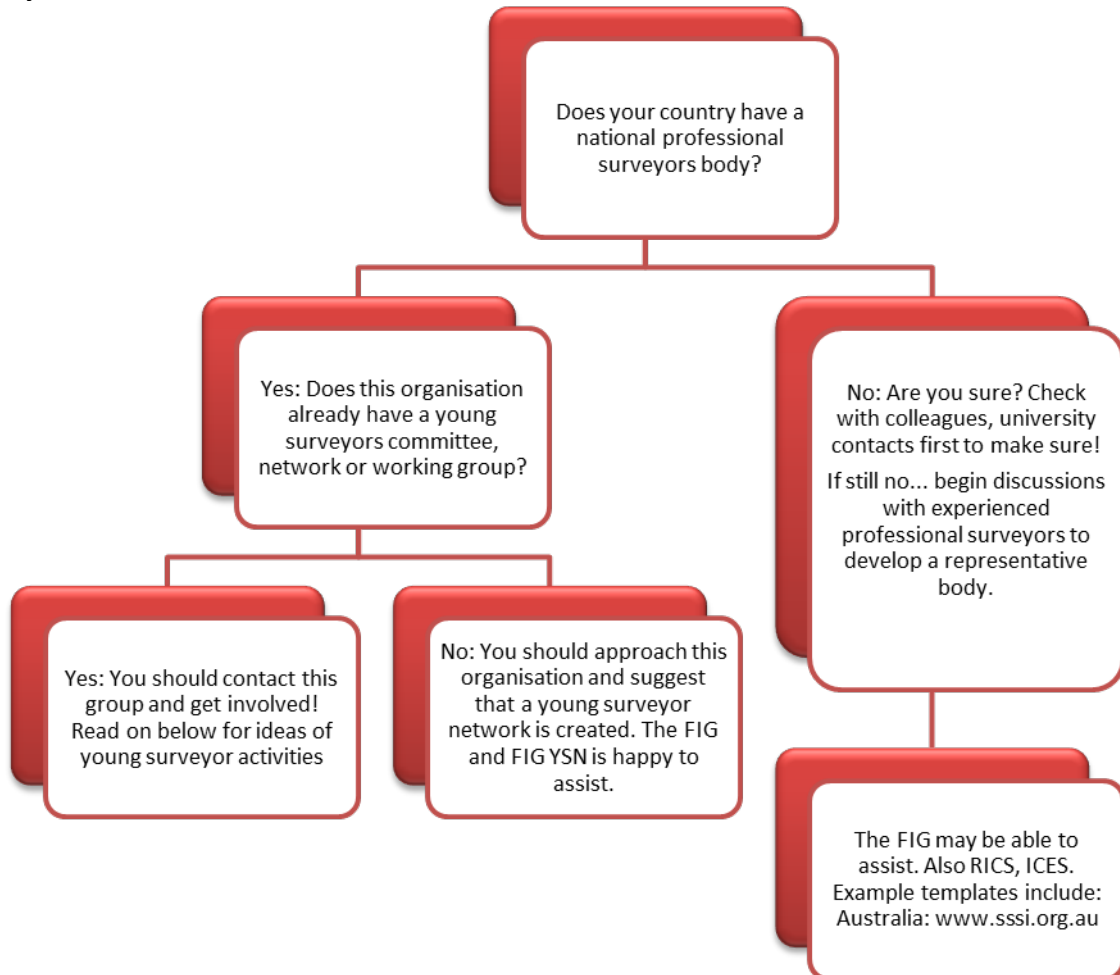 Does your country have a
national professional
surveyors body?
Yes: Does this organisation
already have a young
surveyors committee,
network or working group?
No: Are you sure? Check
with colleagues, university
contacts first to make sure!
If still no... begin discussions
with experienced
professional surveyors to
develop a representative
body.
Yes: You should contact this
group and get involved!
Read on below for ideas of
young surveyor activities
No: You should approach this
organisation and suggest
that a young surveyor
network is created. The FIG
and FIG YSN is happy to
assist.
The FIG may be able to
assist. Also RICS, ICES.
Example templates include:
Australia: www.sssi.org.au